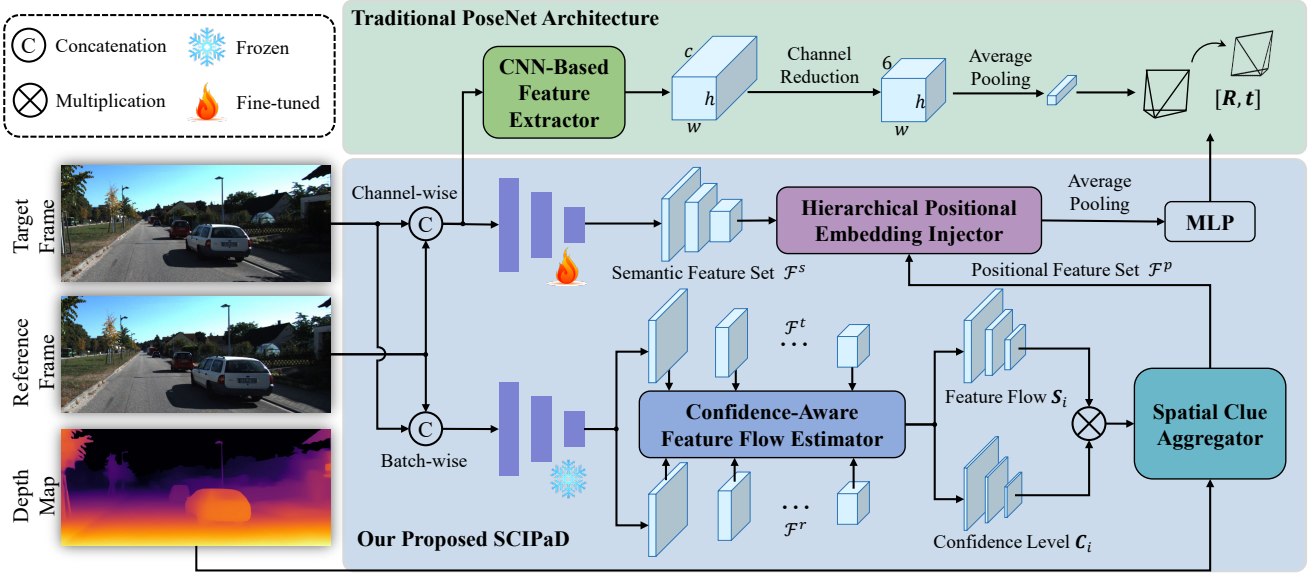 Traditional PoseNet Architecture
C Concatenation
Frozen
Multiplication
Fine-tuned
CNN-Based
Feature
Extractor
c
h
w
Channel
Reduction
6
h
w
Average
Pooling
[R, t]
Target
Frame
Reference
Frame
Depth
Map
Channel-wise
C
Semantic Feature Set F^s
Hierarchical Positional
Embedding Injector
Average
Pooling
MLP
Positional Feature Set F^p
C
Batch-wise
F^t
...
Confidence-Aware
Feature Flow Estimator
...
F^r
Feature Flow S_i
Confidence Level C_i
Spatial Clue
Aggregator
Our Proposed SCIPaD